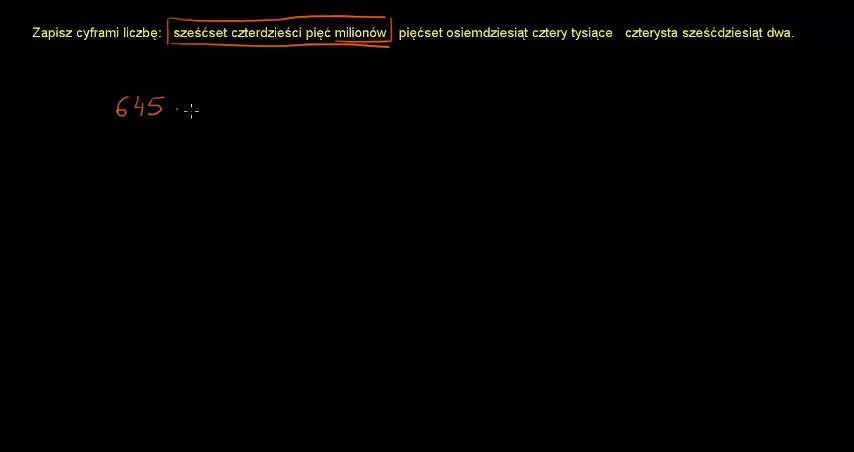 Zapisz cyframi liczbę: sześćset czterdzieści pięć milionów pięćset osiemdziesiąt cztery tysiące czterysta sześćdziesiąt dwa.
645 ·